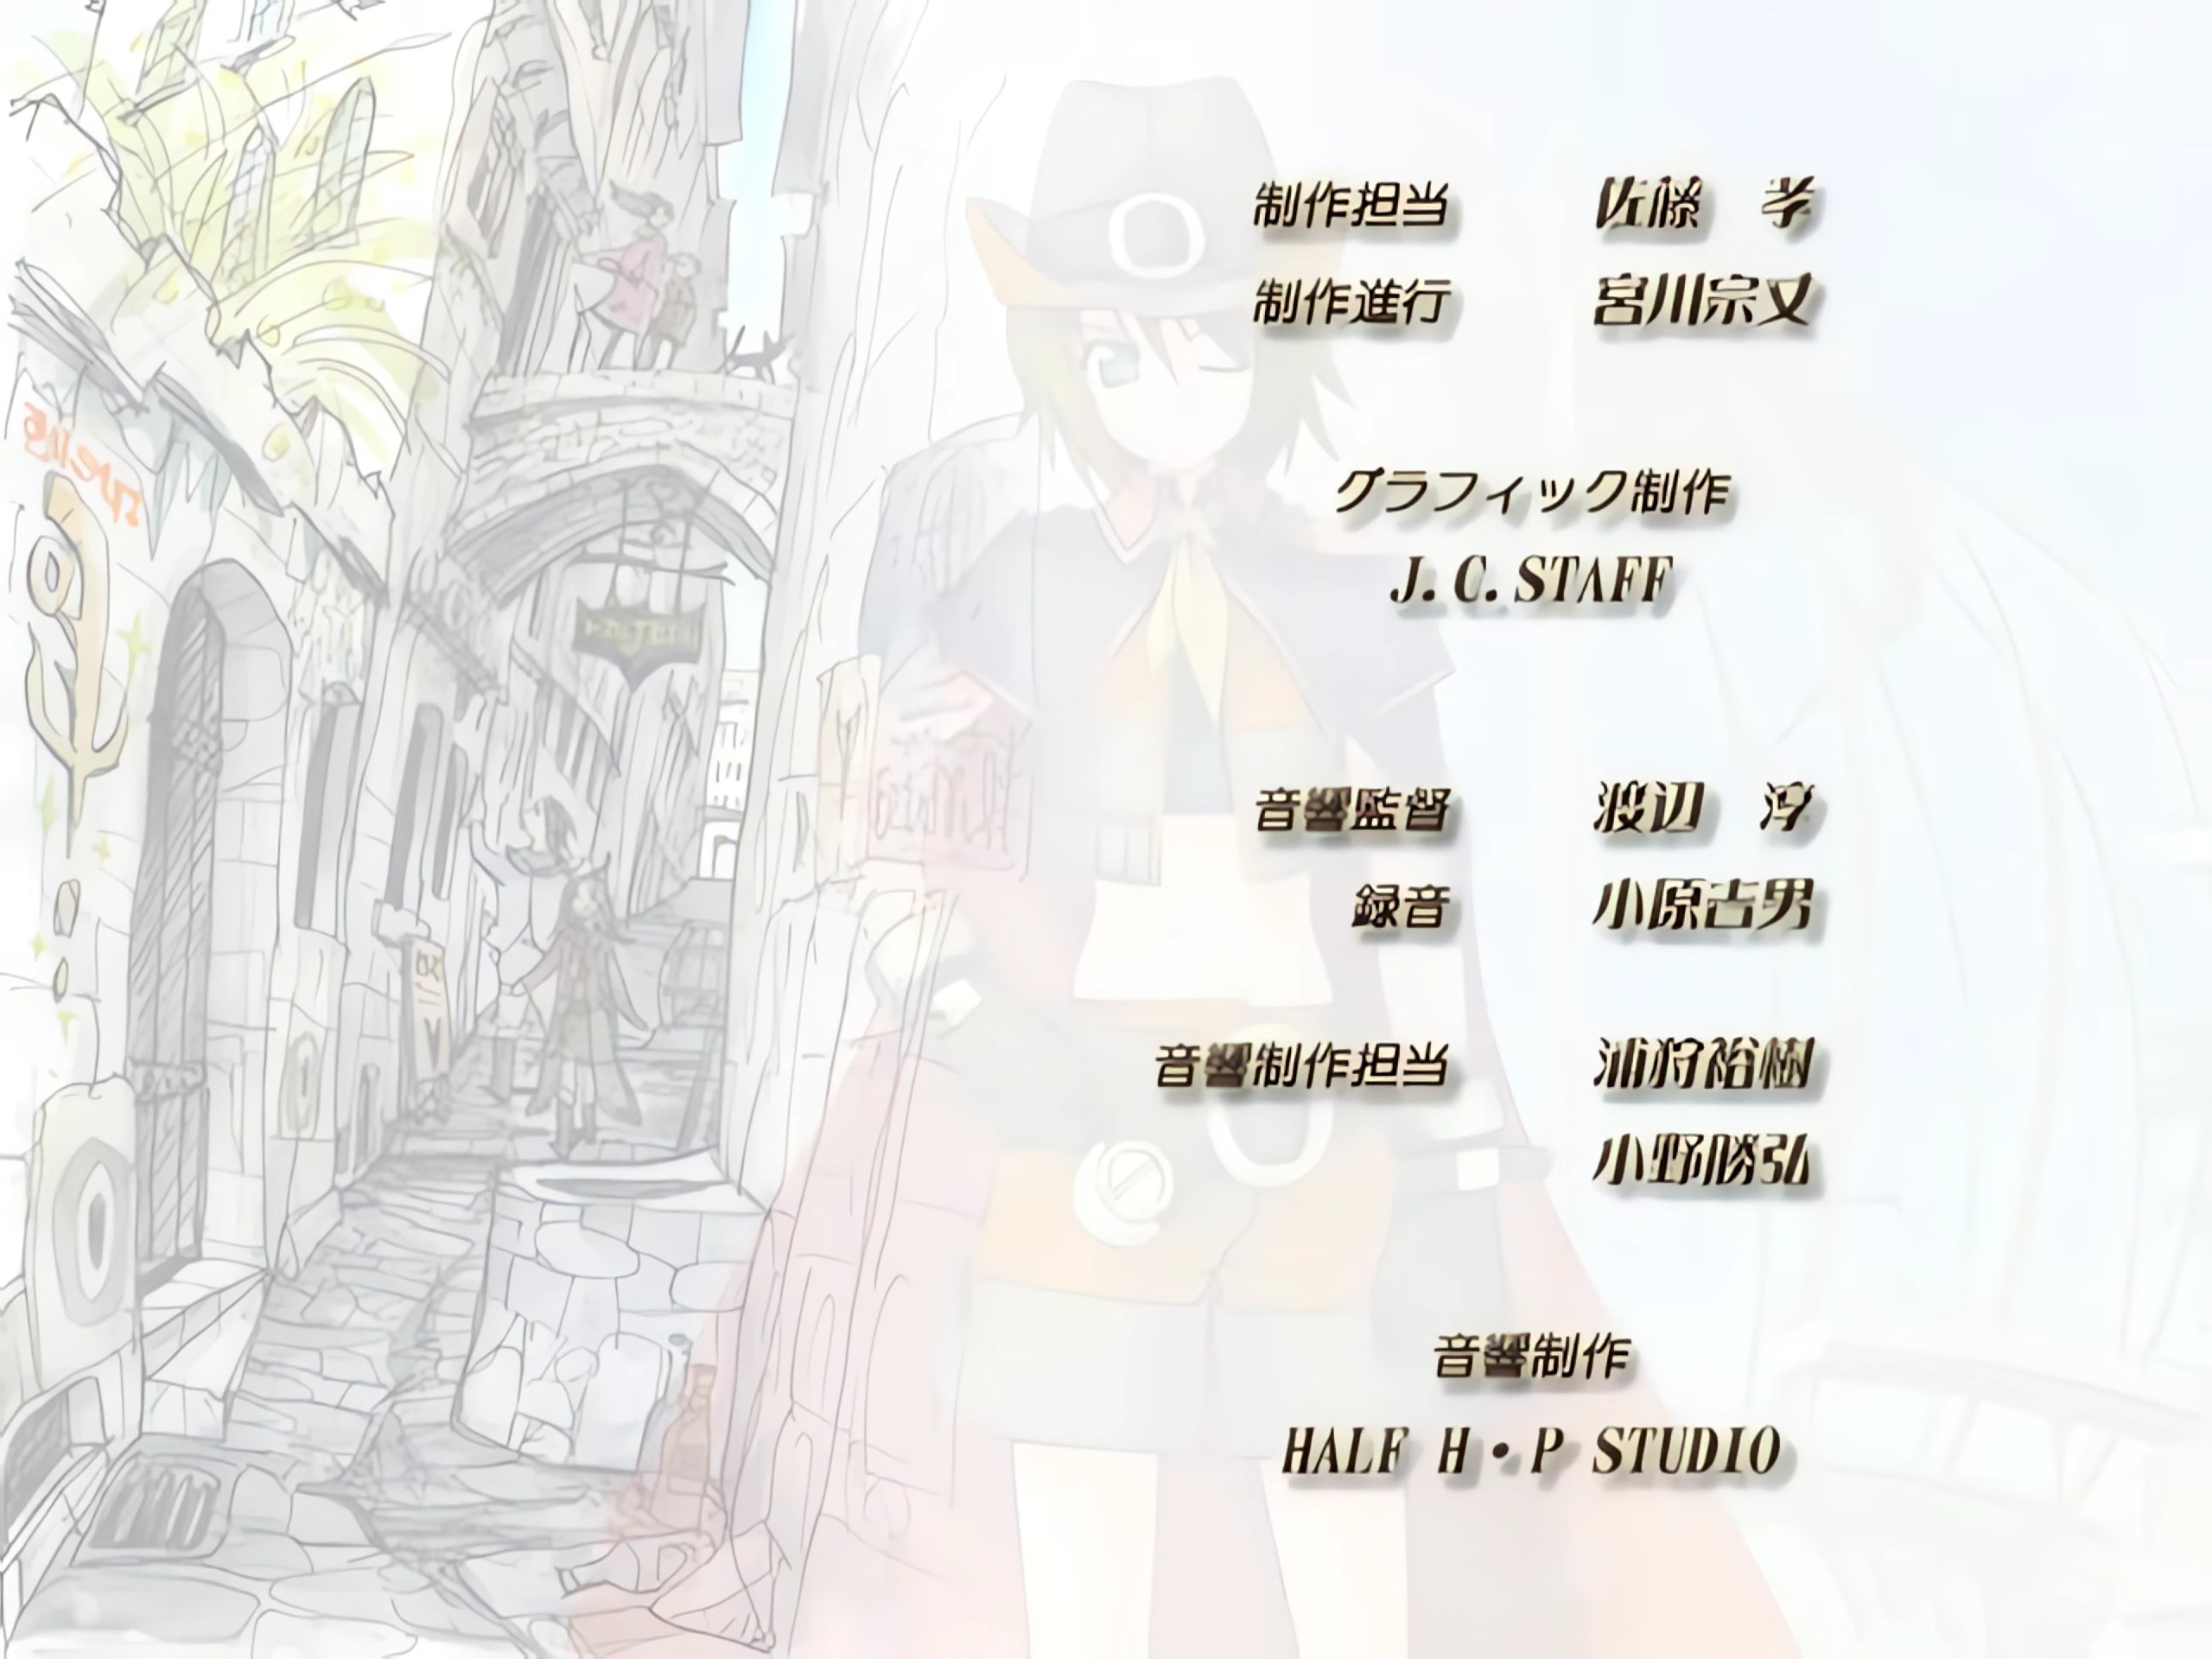 制作担当 佐藤 孝
制作進行 宮川宗丈
グラフィック制作
J.C.STAFF
音響監督 渡辺 淳
録音 小原吉男
音響制作担当 浦狩裕樹
小野勝弘
音響制作
HALF H・P STUDIO